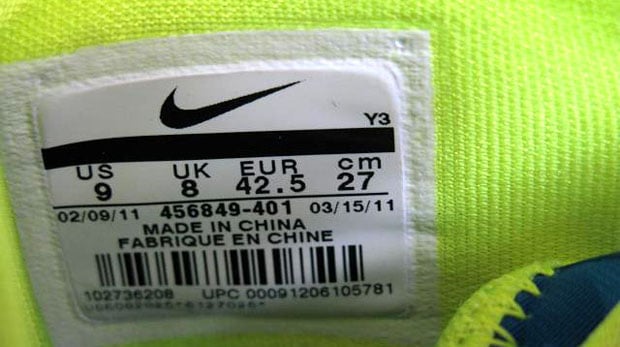 Y3
US UK EUR cm
9 8 42.5 27
02/09/11 456849-401 03/15/11
MADE IN CHINA
FABRIQUE EN CHINE
102736208 UPC 00091206105781